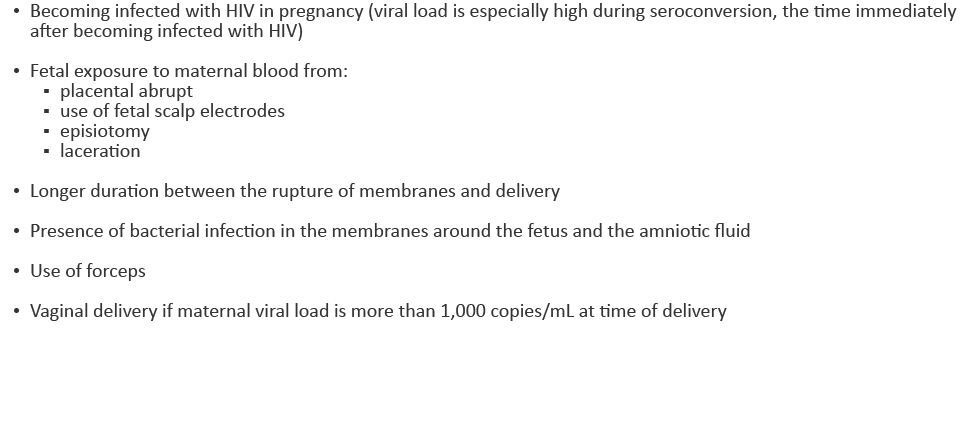 • Becoming infected with HIV in pregnancy (viral load is especially high during seroconversion, the time immediately
after becoming infected with HIV)
• Fetal exposure to maternal blood from:
▪ placental abrupt
▪ use of fetal scalp electrodes
▪ episiotomy
▪ laceration
• Longer duration between the rupture of membranes and delivery
• Presence of bacterial infection in the membranes around the fetus and the amniotic fluid
• Use of forceps
• Vaginal delivery if maternal viral load is more than 1,000 copies/mL at time of delivery